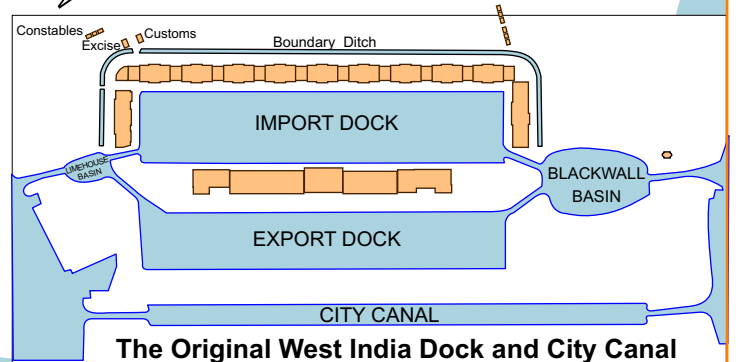 Constables
Excise
Customs
Boundary Ditch
IMPORT DOCK
LIMEHOUSE
BASIN
BLACKWALL
BASIN
EXPORT DOCK
CITY CANAL
The Original West India Dock and City Canal